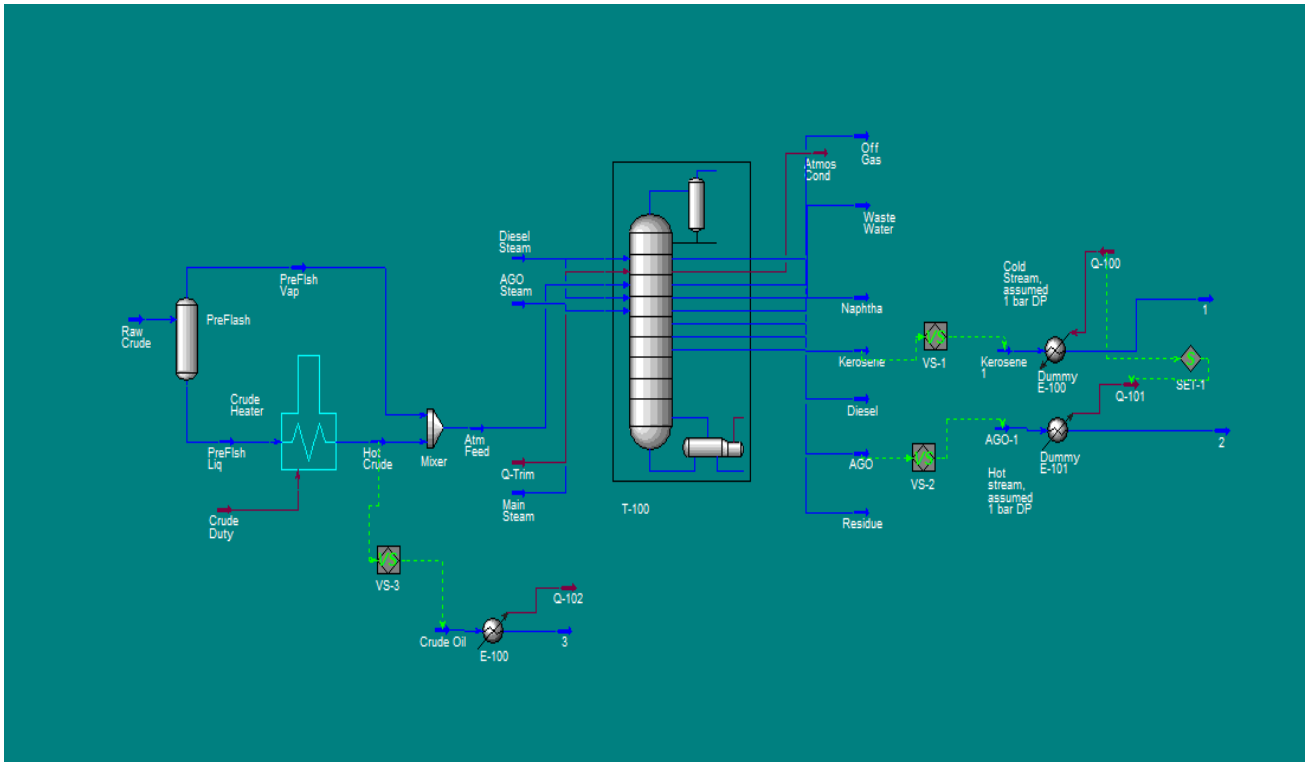 Off
Gas
Atmos
Cond
Waste
Water
Diesel
Steam
PreFlsh
Vap
AGO
Steam
Raw
Crude
PreFlash
Naphtha
Cold
Stream,
assumed
1 bar DP
Q-100
1
Kerosene
VS
VS-1
Kerosene
1
Dummy
E-100
S
SET-1
Q-101
Crude
Heater
PreFlsh
Liq
Hot
Crude
Mixer
Atm
Feed
Diesel
AGO
VS
VS-2
AGO-1
Dummy
E-101
2
Hot
stream,
assumed
1 bar DP
Q-Trim
Main
Steam
T-100
Residue
Crude
Duty
VS
VS-3
Q-102
Crude Oil
E-100
3